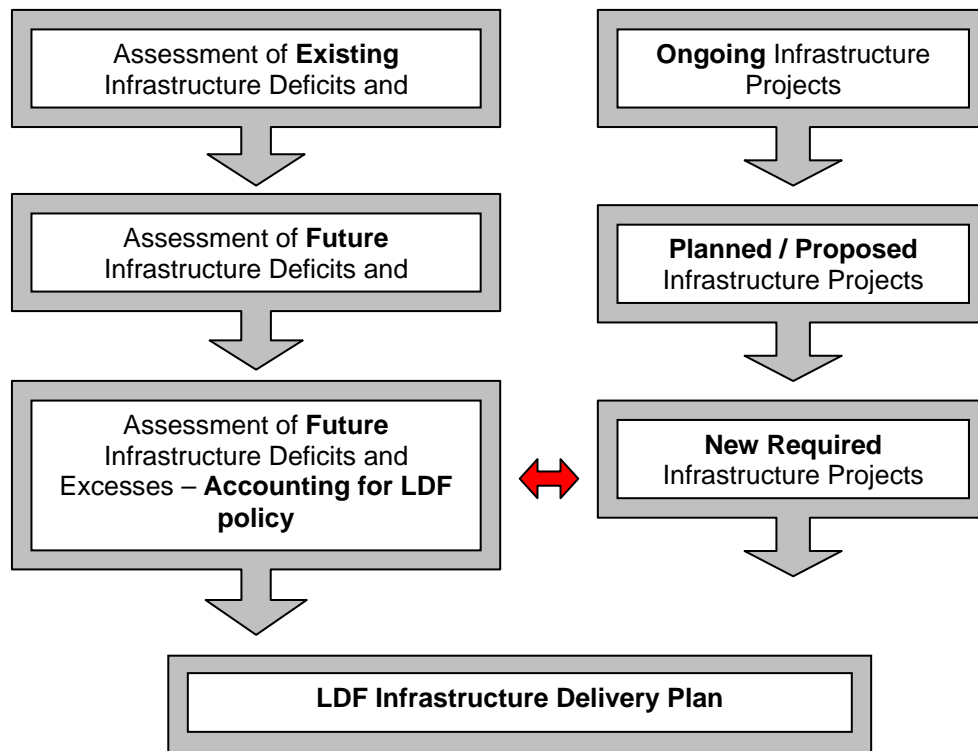 Assessment of Existing
Infrastructure Deficits and
Ongoing Infrastructure
Projects
Assessment of Future
Infrastructure Deficits and
Planned / Proposed
Infrastructure Projects
Assessment of Future
Infrastructure Deficits and
Excesses – Accounting for LDF
policy
New Required
Infrastructure Projects
LDF Infrastructure Delivery Plan